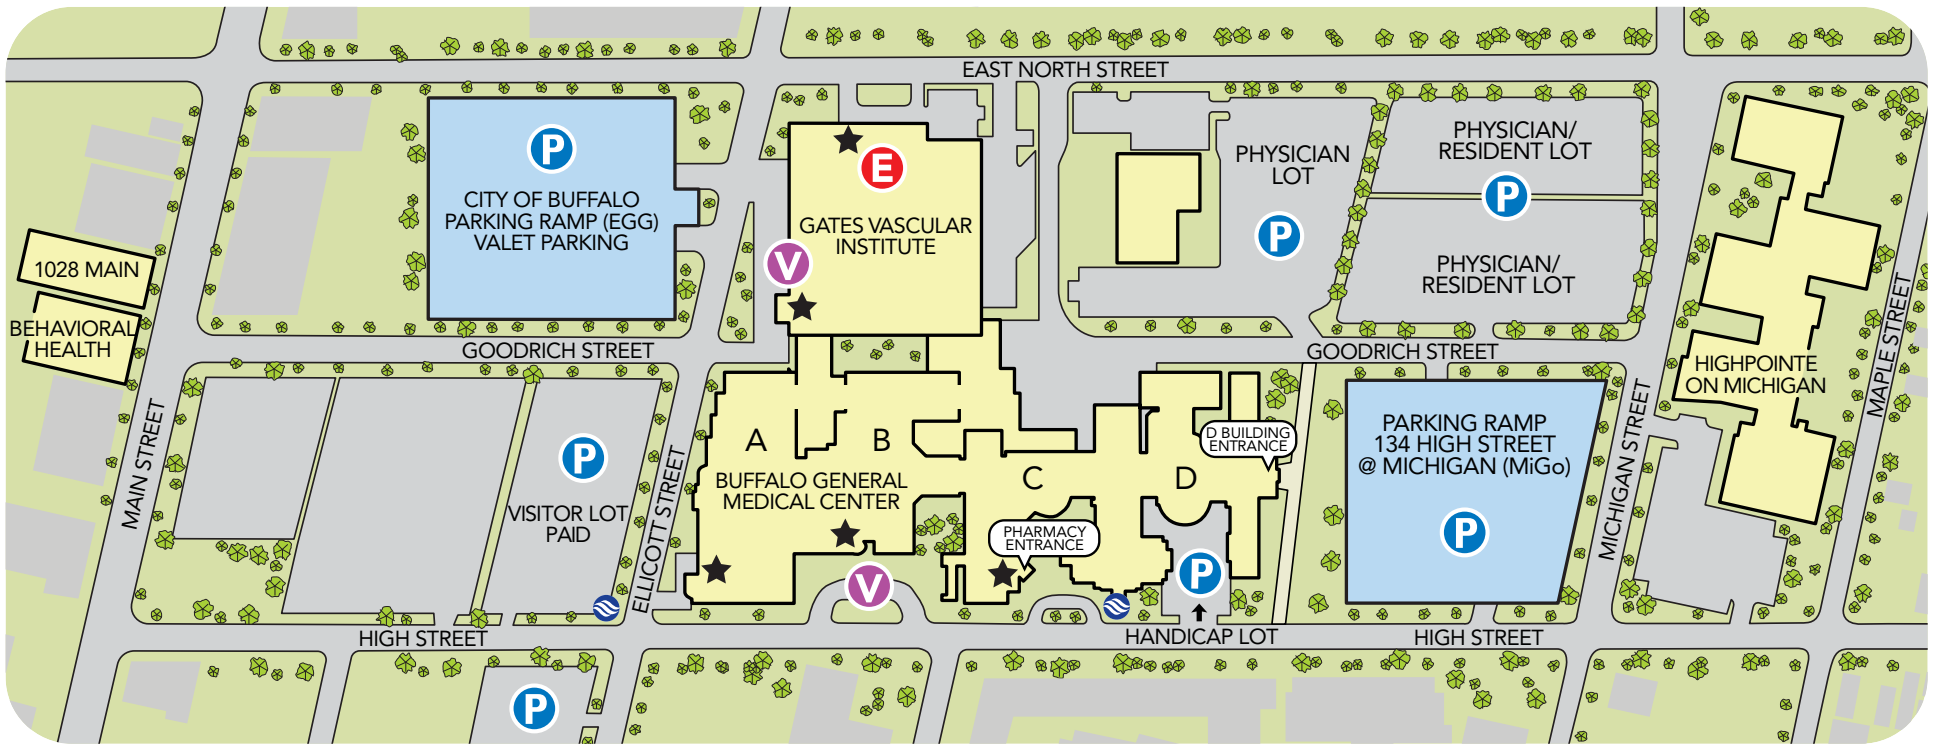 EAST NORTH STREET
P
CITY OF BUFFALO
PARKING RAMP (EGG)
VALET PARKING
E
GATES VASCULAR
INSTITUTE
V
PHYSICIAN
LOT
P
PHYSICIAN/
RESIDENT LOT
P
PHYSICIAN/
RESIDENT LOT
1028 MAIN
BEHAVIORAL
HEALTH
GOODRICH STREET
GOODRICH STREET
HIGHPOINTE
ON MICHIGAN
MAPLE STREET
MAIN STREET
P
VISITOR LOT
PAID
ELLICOTT STREET
A
B
BUFFALO GENERAL
MEDICAL CENTER
C
D
D BUILDING
ENTRANCE
PHARMACY
ENTRANCE
V
P
PARKING RAMP
134 HIGH STREET
@ MICHIGAN (MiGo)
P
MICHIGAN STREET
HIGH STREET
HANDICAP LOT
HIGH STREET
P